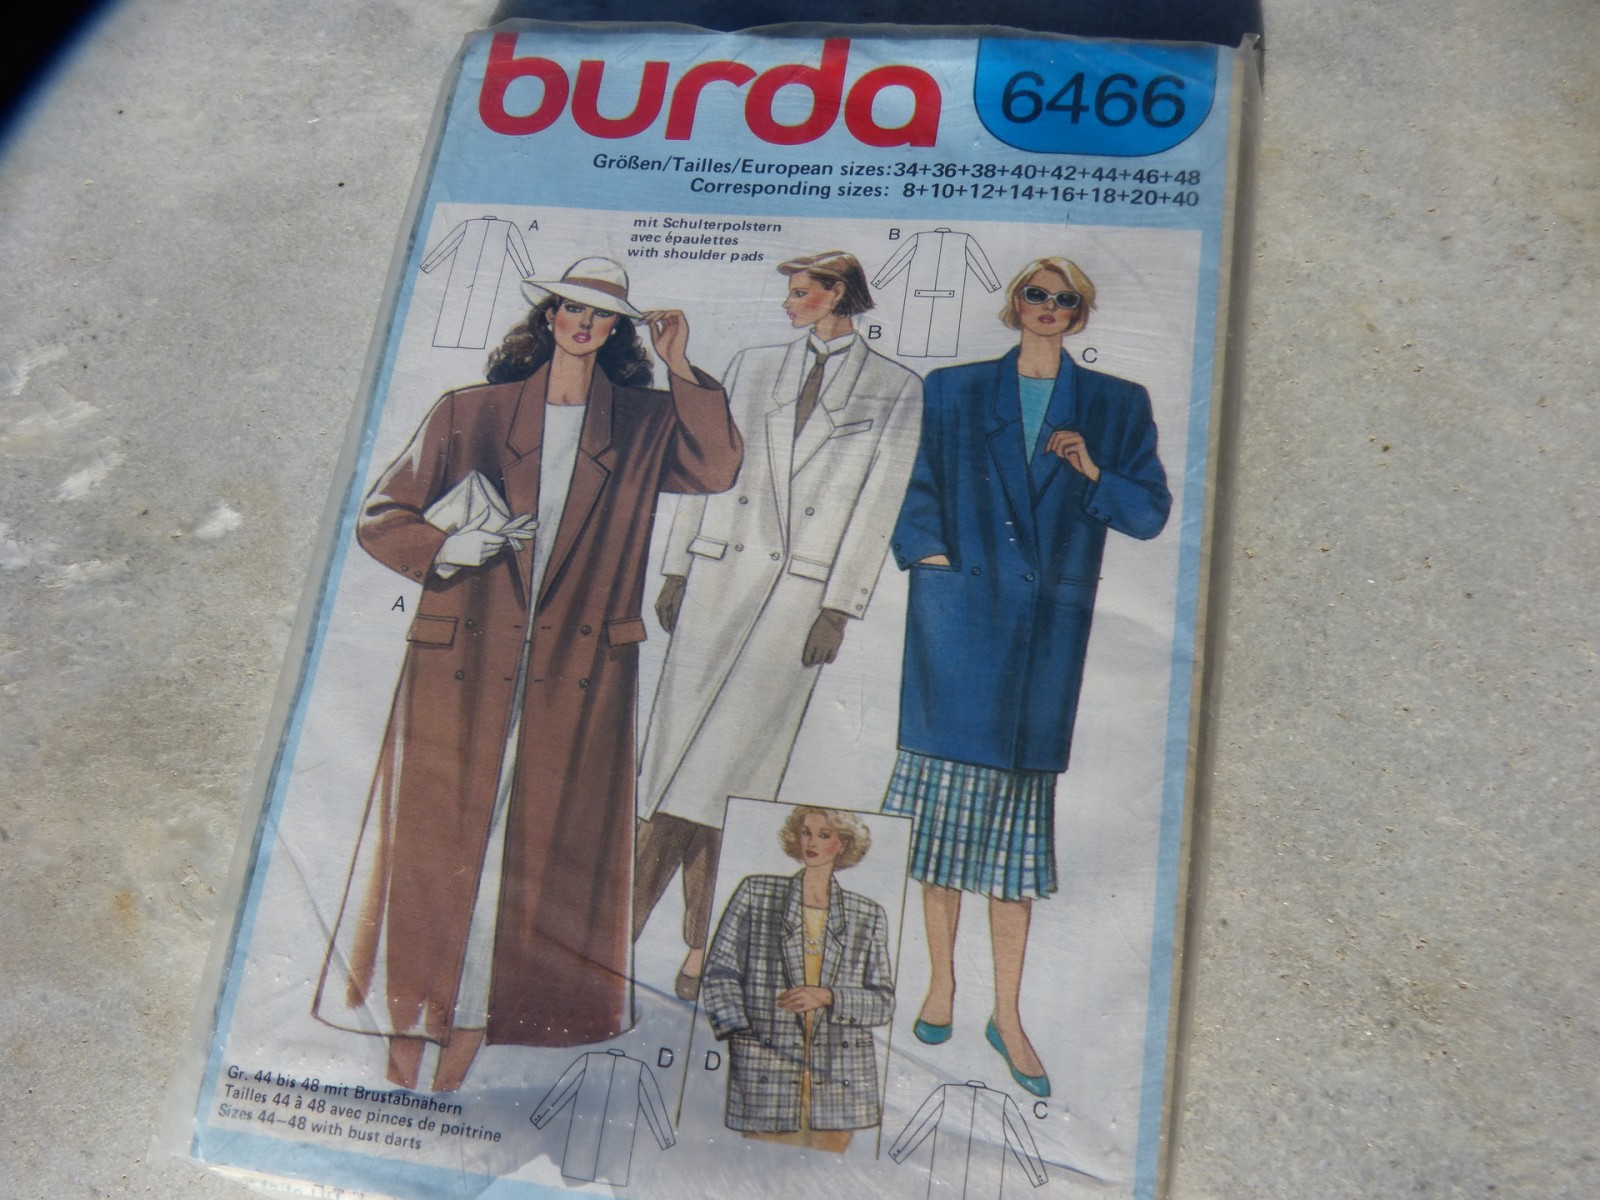 burda
6466
Größen/Tailles/European sizes:34+36+38+40+42+44+46+48
Corresponding sizes: 8+10+12+14+16+18+20+40
A
mit Schulterpolstern
avec épaulettes
with shoulder pads
B
B
C
A
D
D
C
Gr. 44 bis 48 mit Brustabnähern
Tailles 44 à 48 avec pinces de poitrine
Sizes 44–48 with bust darts